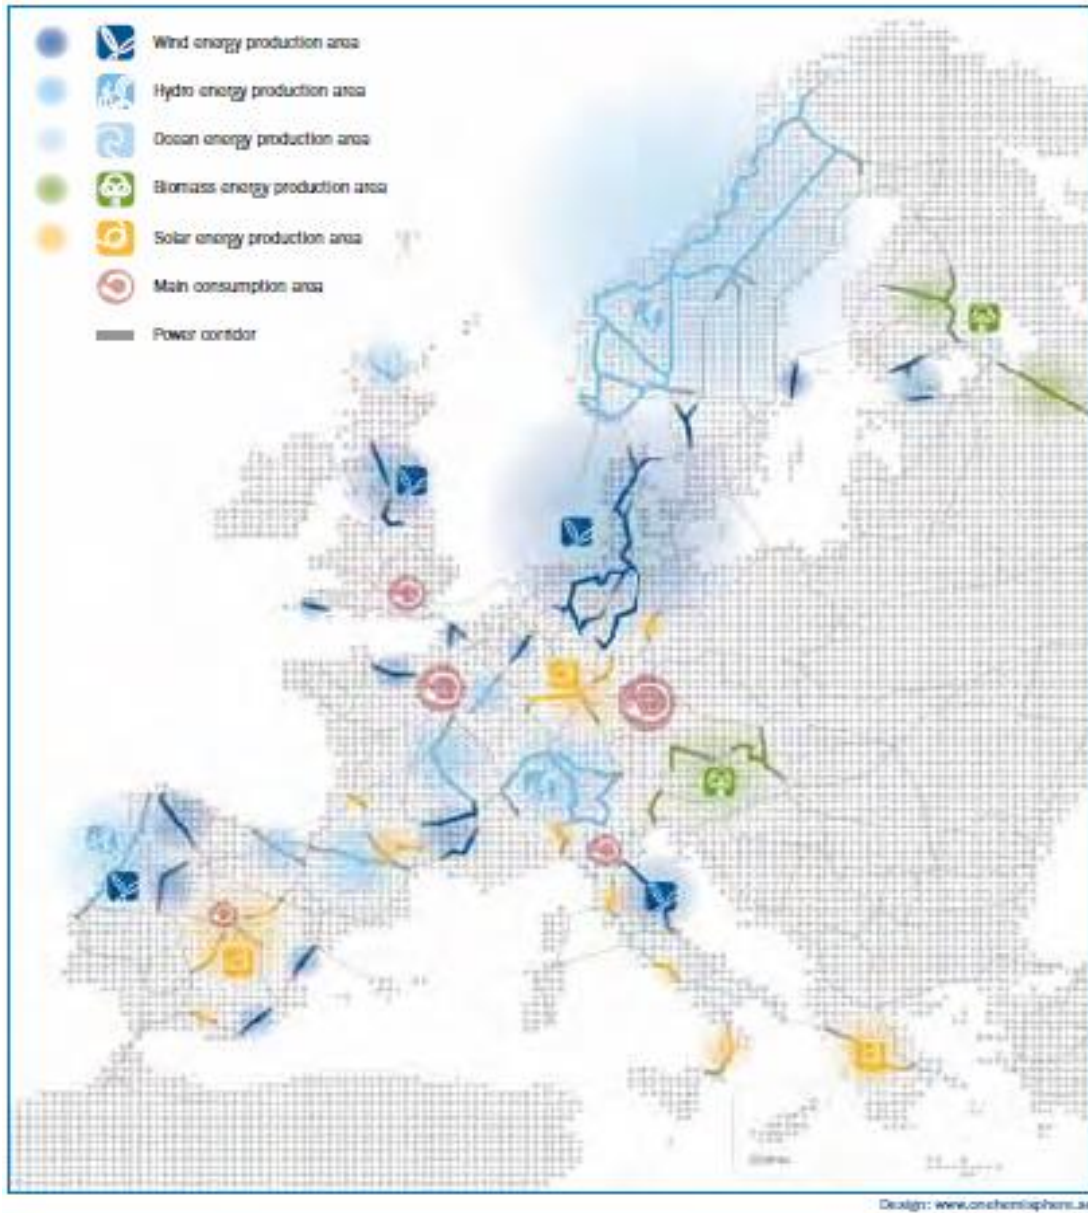 Wind energy production area
Hydro energy production area
Ocean energy production area
Biomass energy production area
Solar energy production area
Main consumption area
Power corridor
Design: www.onehemisphere.se